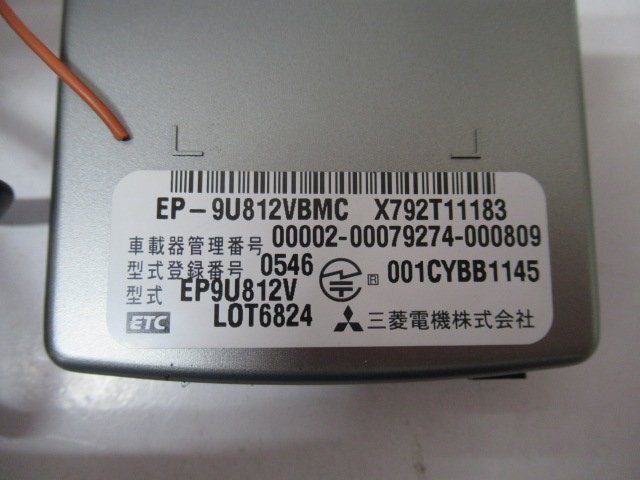 EP-9U812VBMC X792T11183
車載器管理番号 00002-00079274-000809
型式登録番号 0546 R 001CYBB1145
型式 EP9U812V
ETC LOT6824 三菱電機株式会社